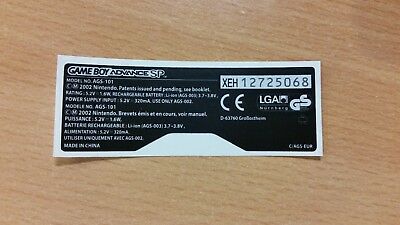 GAME BOY ADVANCE SP
MODEL NO. AGS-101
©Ⓜ 2002 Nintendo. Patents issued and pending, see booklet.
RATING : 5.2V⎓ 1.6W, RECHARGEABLE BATTERY : Li-ion (AGS-003) 3.7~3.8V⎓
POWER SUPPLY INPUT : 5.2V⎓ 320mA. USE ONLY AGS-002.
MODELE NO. AGS-101
©Ⓜ 2002 Nintendo. Brevets émis et en cours, voir manuel.
PUISSANCE : 5.2V⎓ 1.6W,
BATTERIE RECHARGEABLE : Li-ion (AGS-003) 3.7~3.8V⎓
ALIMENTATION : 5.2V⎓ 320mA.
UTILISER UNIQUEMENT AVEC AGS-002.
MADE IN CHINA
XEH 12725068
CE
LGA
Nürnberg
GS
D-63760 Großostheim
C/AGS-EUR